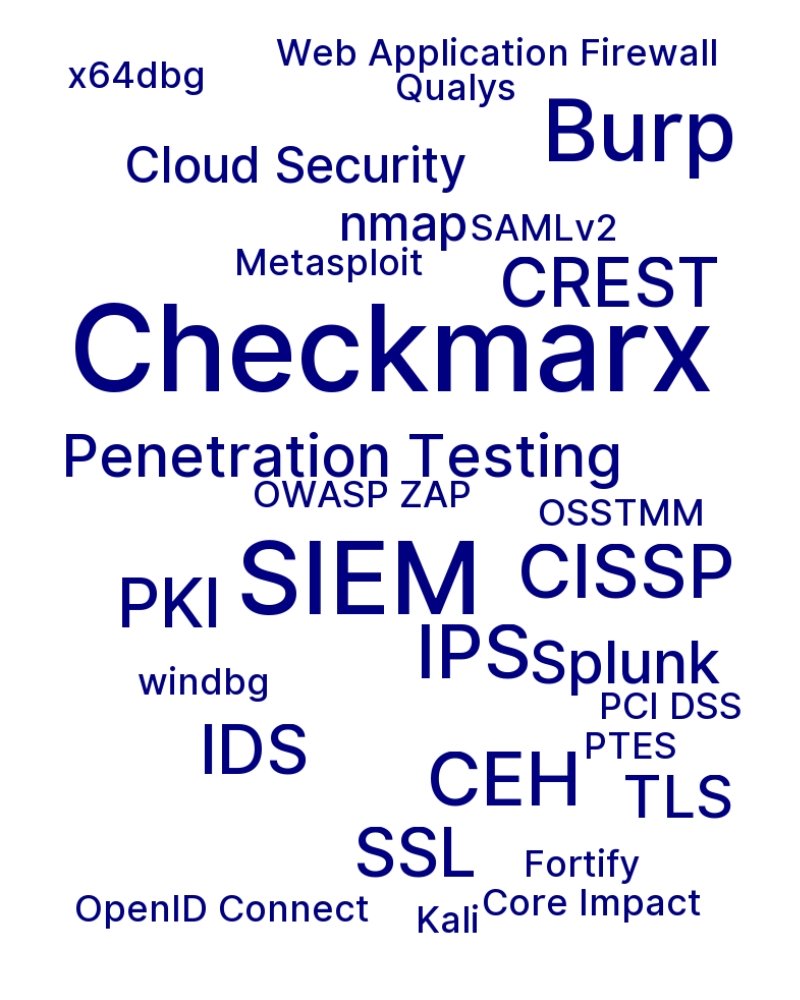 Web Application Firewall
x64dbg
Qualys
Burp
Cloud Security
nmap
SAMLv2
Metasploit
CREST
Checkmarx
Penetration Testing
OWASP ZAP
OSSTMM
SIEM
CISSP
PKI
IPS
Splunk
windbg
PCI DSS
IDS
PTES
CEH
TLS
SSL
Fortify
OpenID Connect
Kali
Core Impact